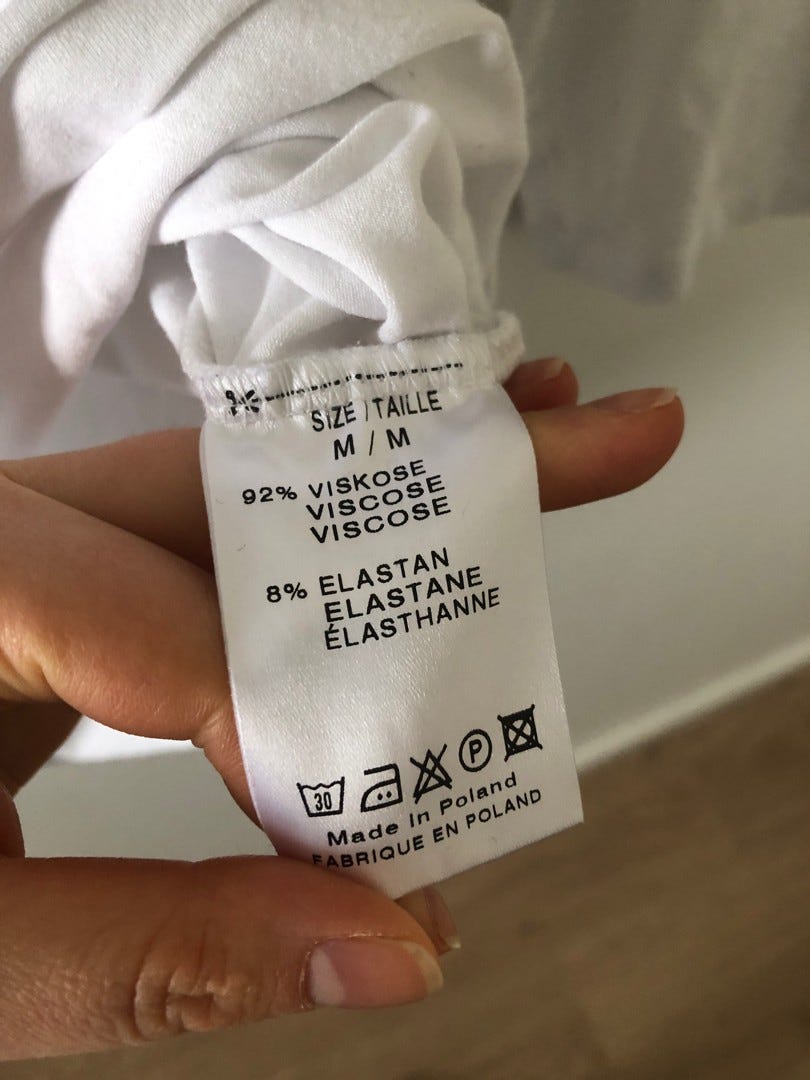 SIZE / TAILLE
M / M
92% VISKOSE
VISCOSE
VISCOSE
8% ELASTAN
ELASTANE
ÉLASTHANNE
30 P
Made In Poland
FABRIQUE EN POLAND